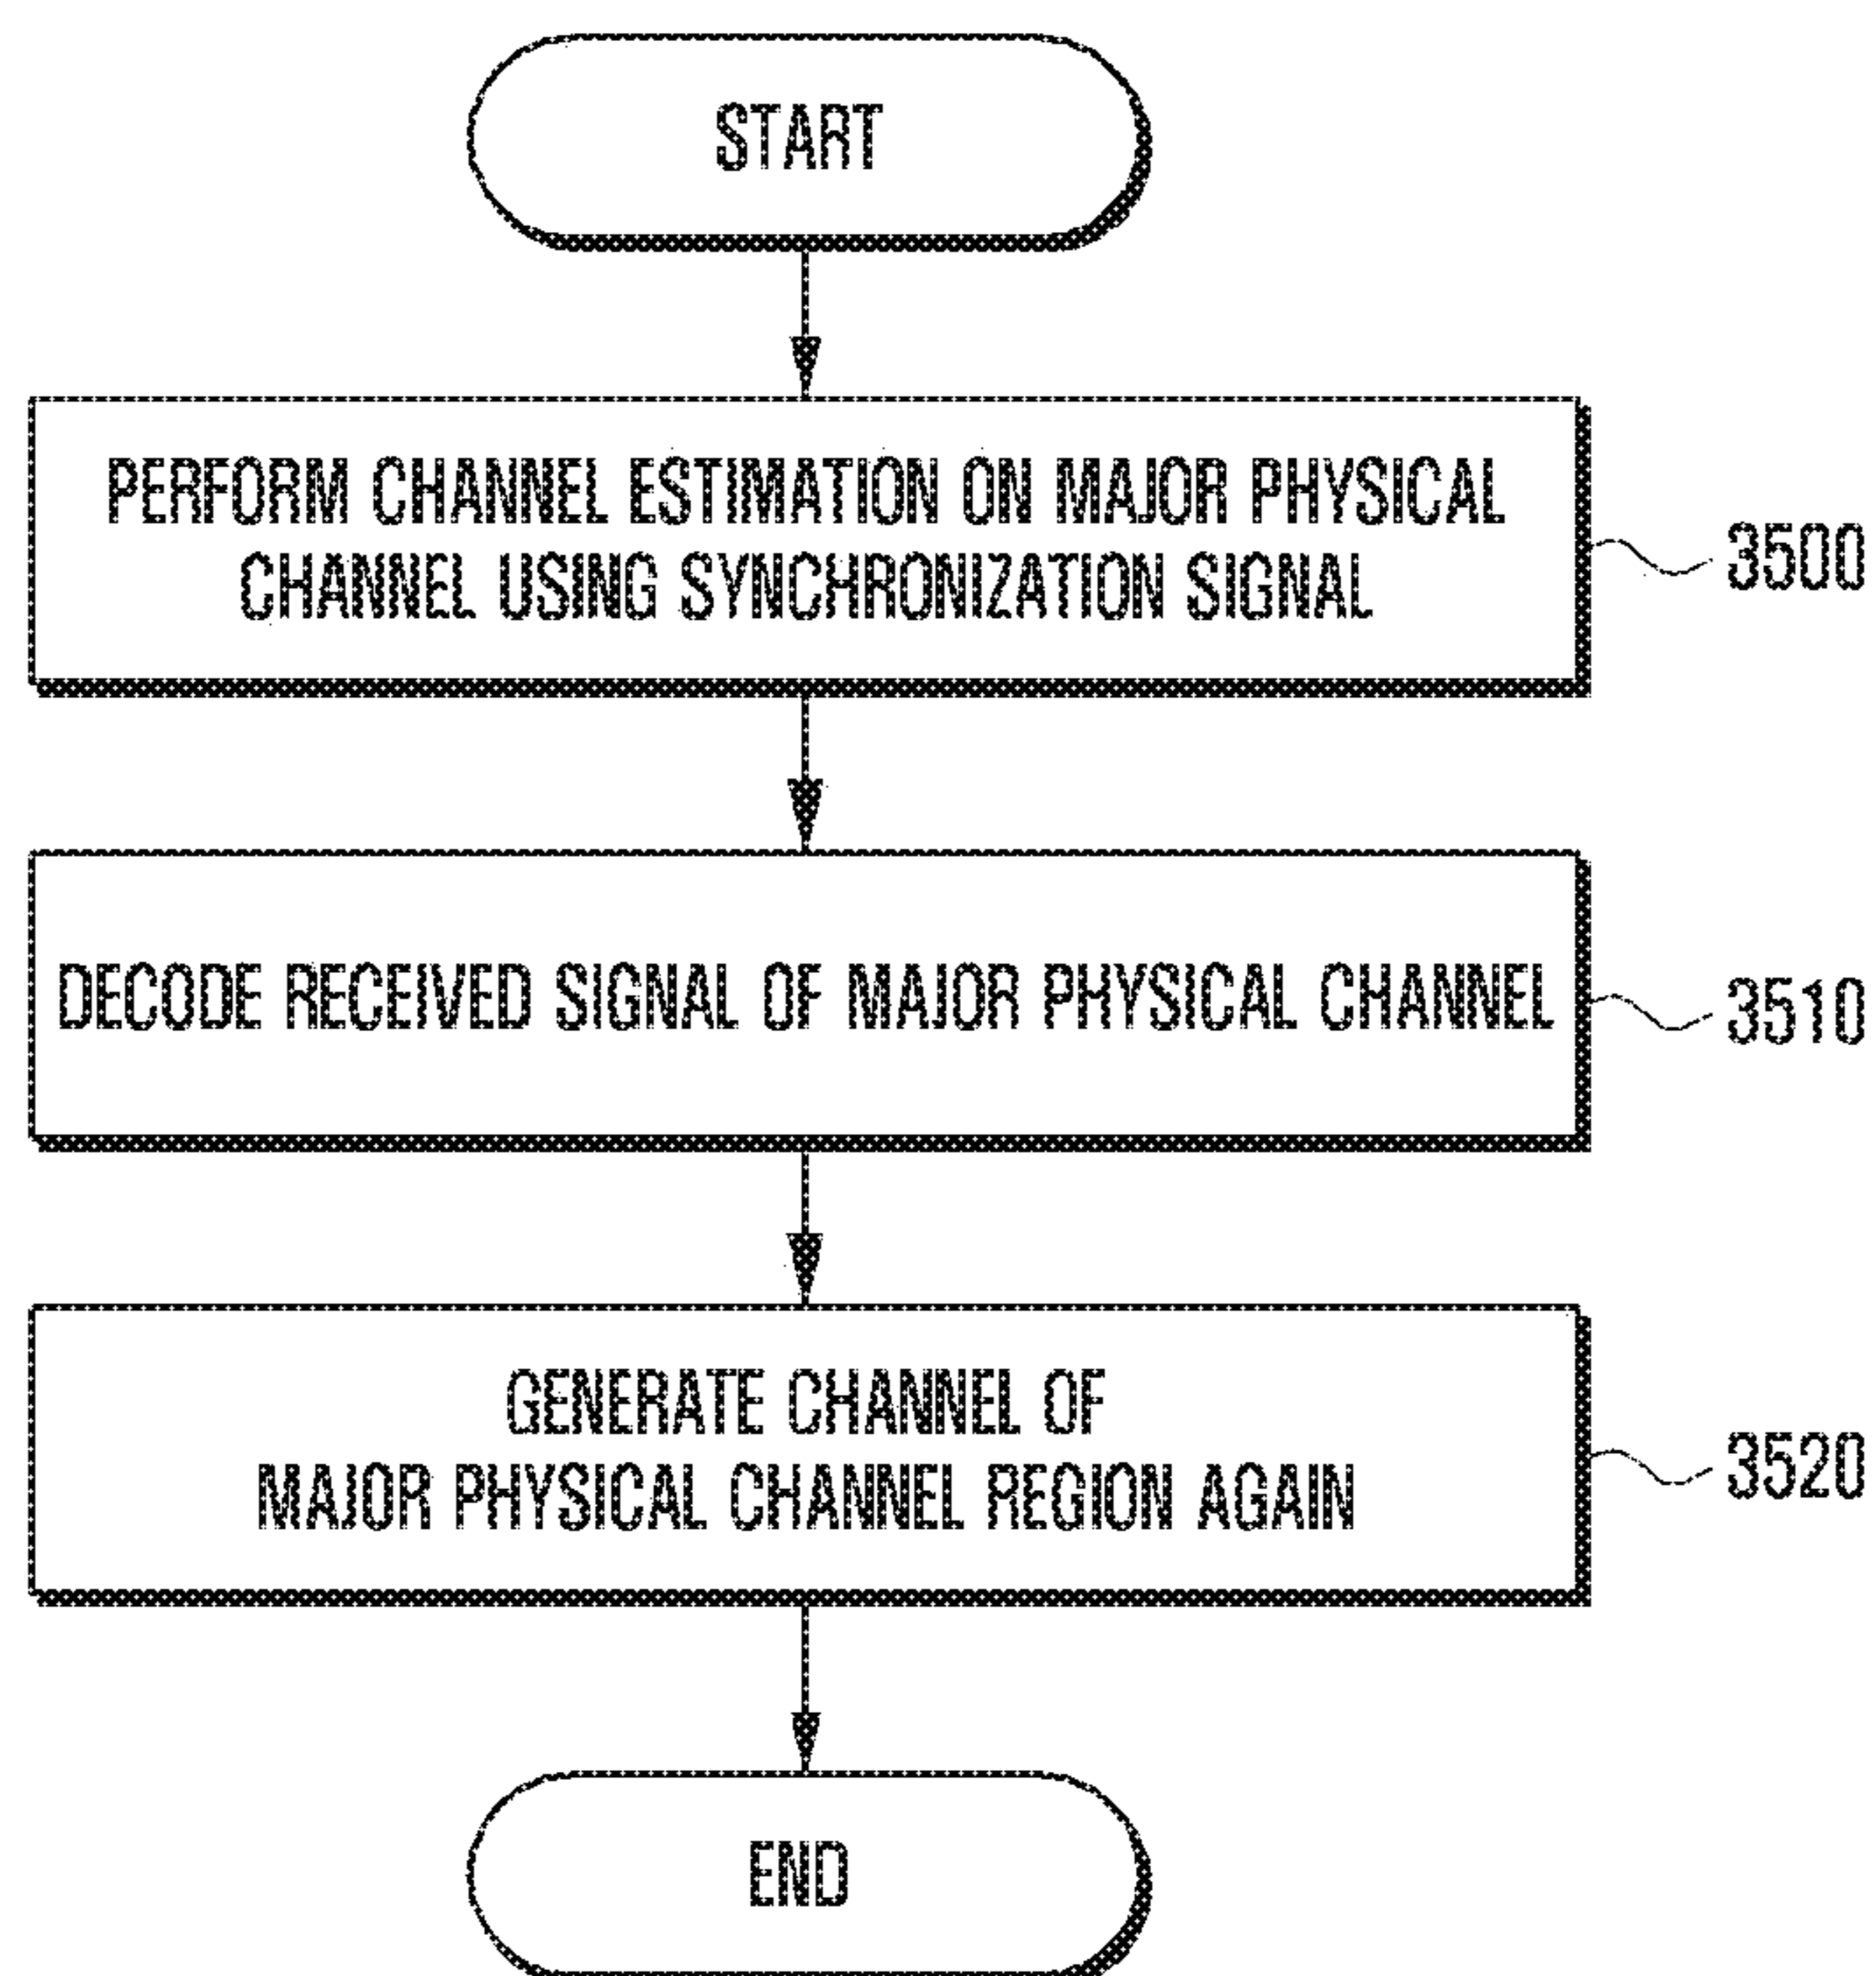 START
PERFORM CHANNEL ESTIMATION ON MAJOR PHYSICAL
CHANNEL USING SYNCHRONIZATION SIGNAL
3500
DECODE RECEIVED SIGNAL OF MAJOR PHYSICAL CHANNEL
3510
GENERATE CHANNEL OF
MAJOR PHYSICAL CHANNEL REGION AGAIN
3520
END